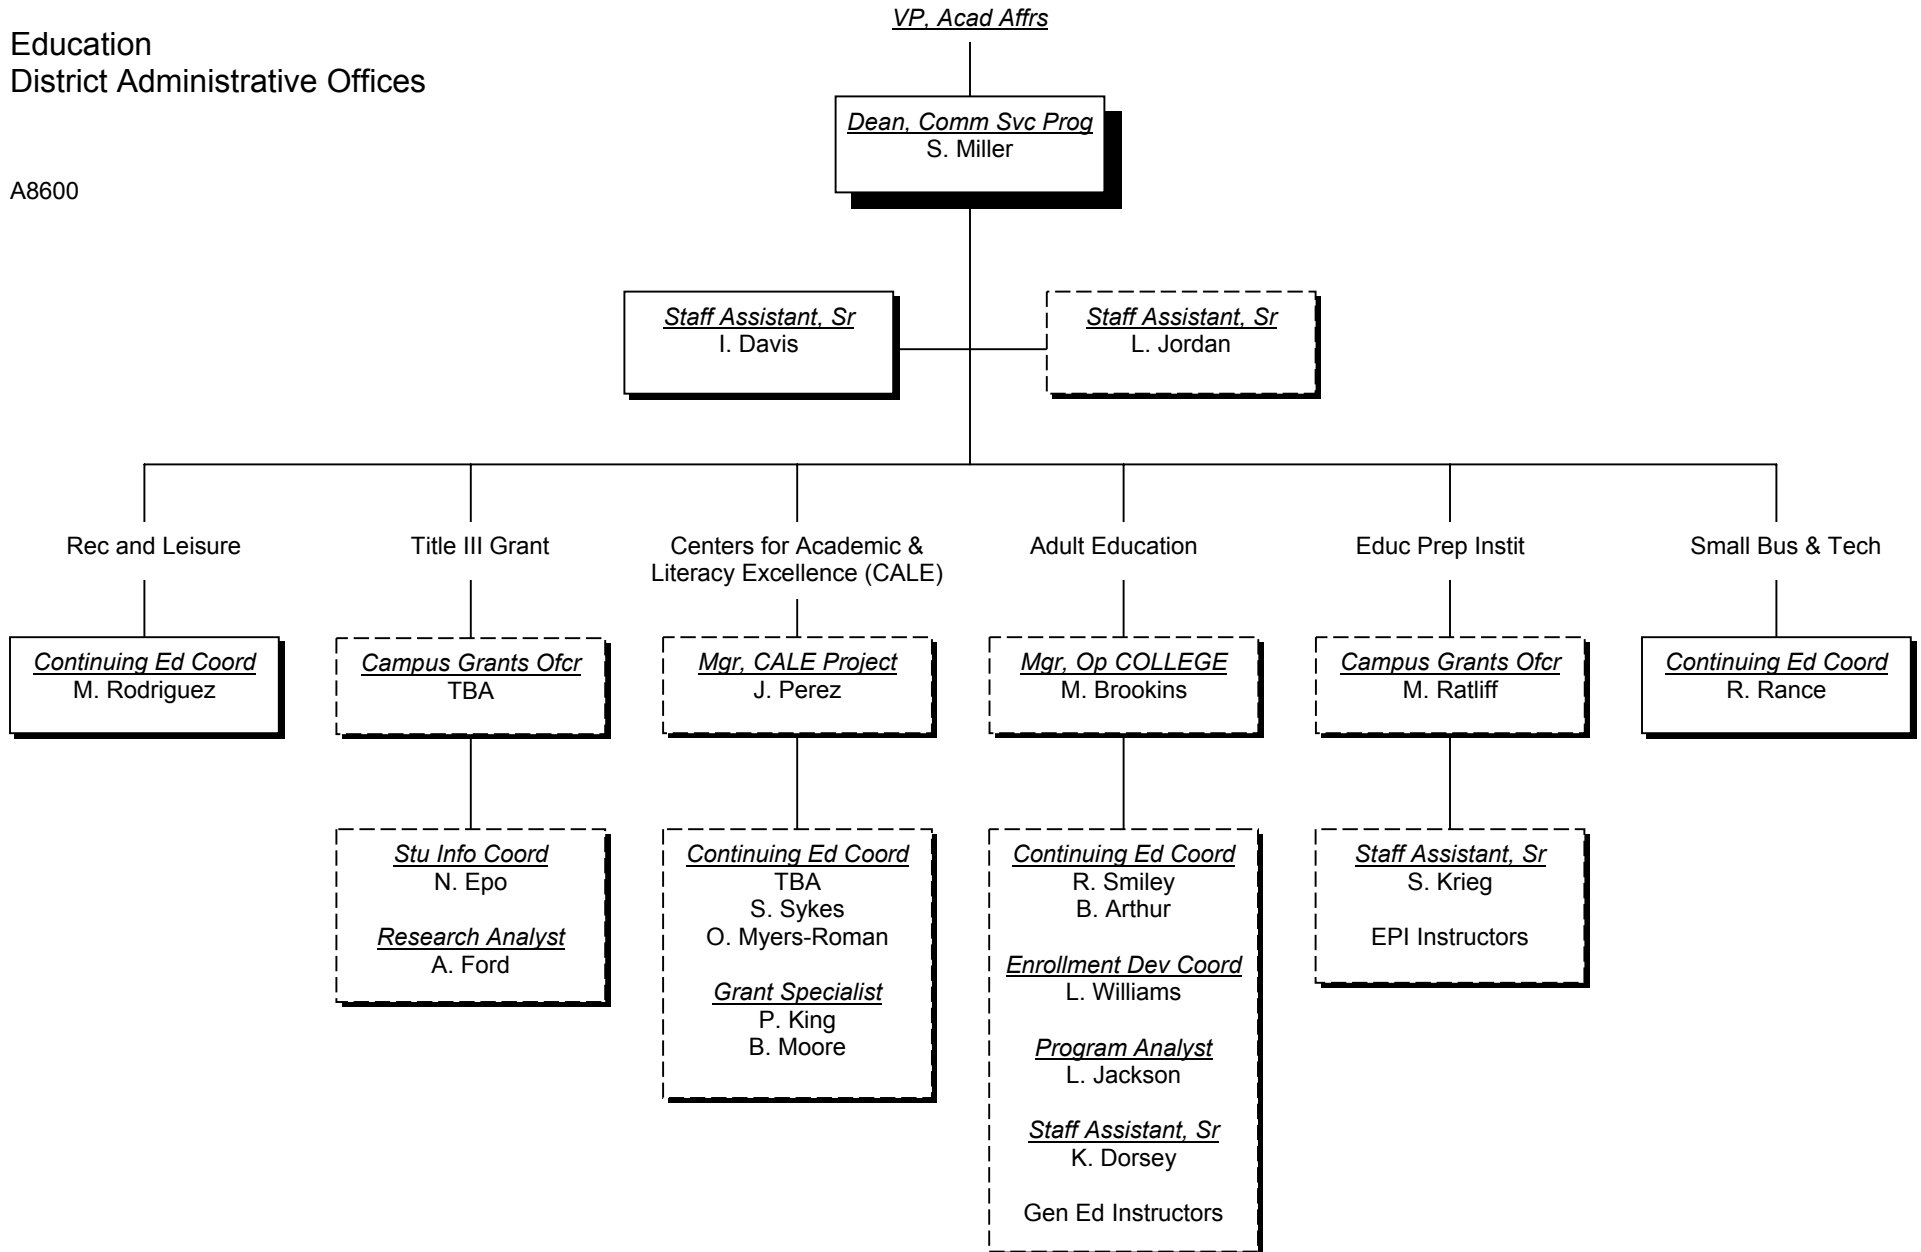 VP, Acad Affrs
Education
District Administrative Offices
Dean, Comm Svc Prog
S. Miller
A8600
Staff Assistant, Sr
I. Davis
Staff Assistant, Sr
L. Jordan
Rec and Leisure
Title III Grant
Centers for Academic &
Literacy Excellence (CALE)
Adult Education
Educ Prep Instit
Small Bus & Tech
Continuing Ed Coord
M. Rodriguez
Campus Grants Ofcr
TBA
Mgr, CALE Project
J. Perez
Mgr, Op COLLEGE
M. Brookins
Campus Grants Ofcr
M. Ratliff
Continuing Ed Coord
R. Rance
Stu Info Coord
N. Epo
Research Analyst
A. Ford
Continuing Ed Coord
TBA
S. Sykes
O. Myers-Roman
Grant Specialist
P. King
B. Moore
Continuing Ed Coord
R. Smiley
B. Arthur
Enrollment Dev Coord
L. Williams
Program Analyst
L. Jackson
Staff Assistant, Sr
K. Dorsey
Gen Ed Instructors
Staff Assistant, Sr
S. Krieg
EPI Instructors